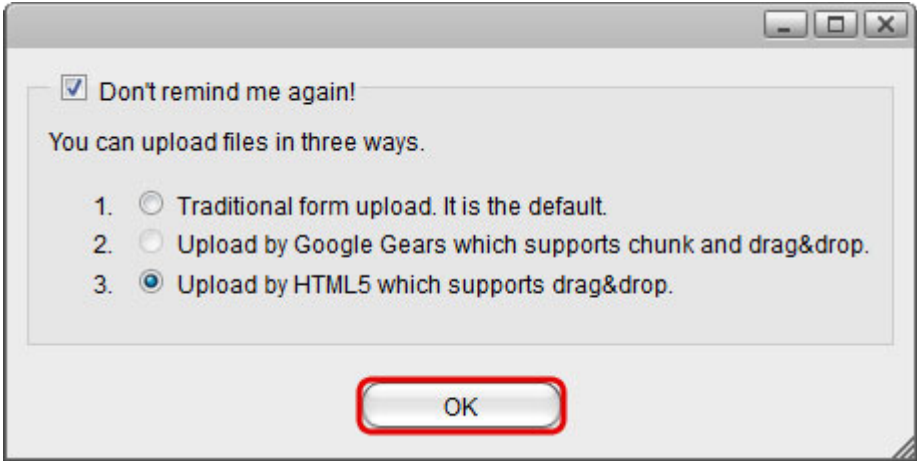 Don't remind me again!
You can upload files in three ways.
1. Traditional form upload. It is the default.
2. Upload by Google Gears which supports chunk and drag&drop.
3. Upload by HTML5 which supports drag&drop.
OK